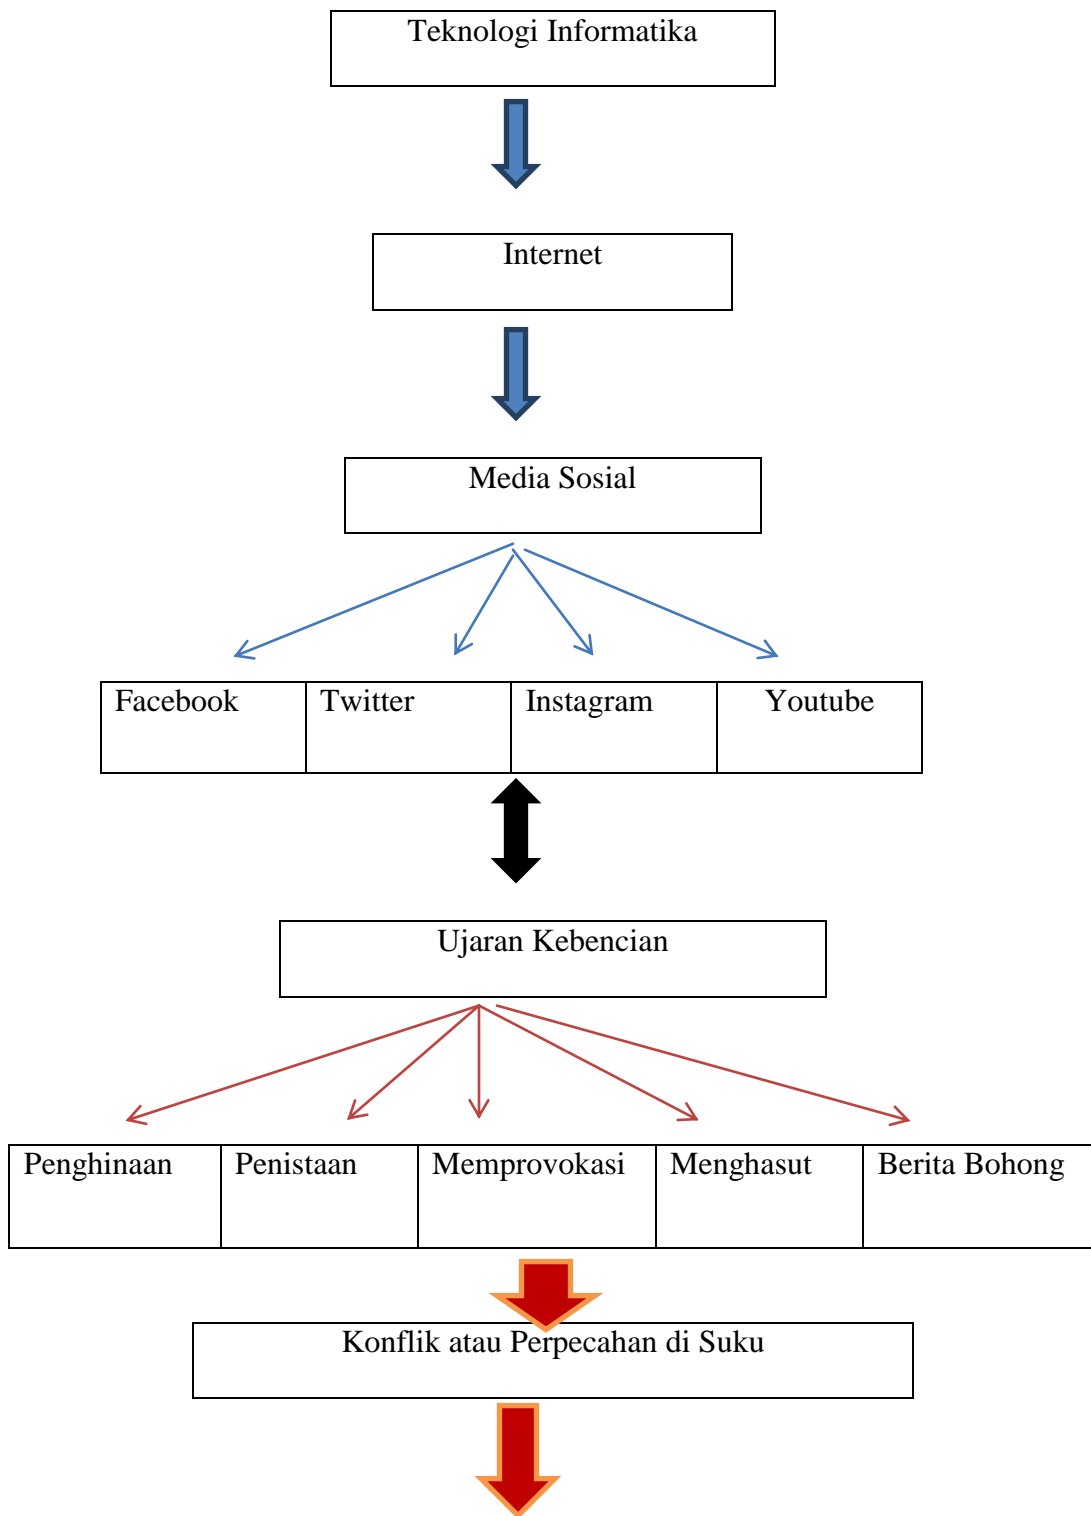 Teknologi Informatika
Internet
Media Sosial
Facebook
Twitter
Instagram
Youtube
Ujaran Kebencian
Penghinaan
Penistaan
Memprovokasi
Menghasut
Berita Bohong
Konflik atau Perpecahan di Suku